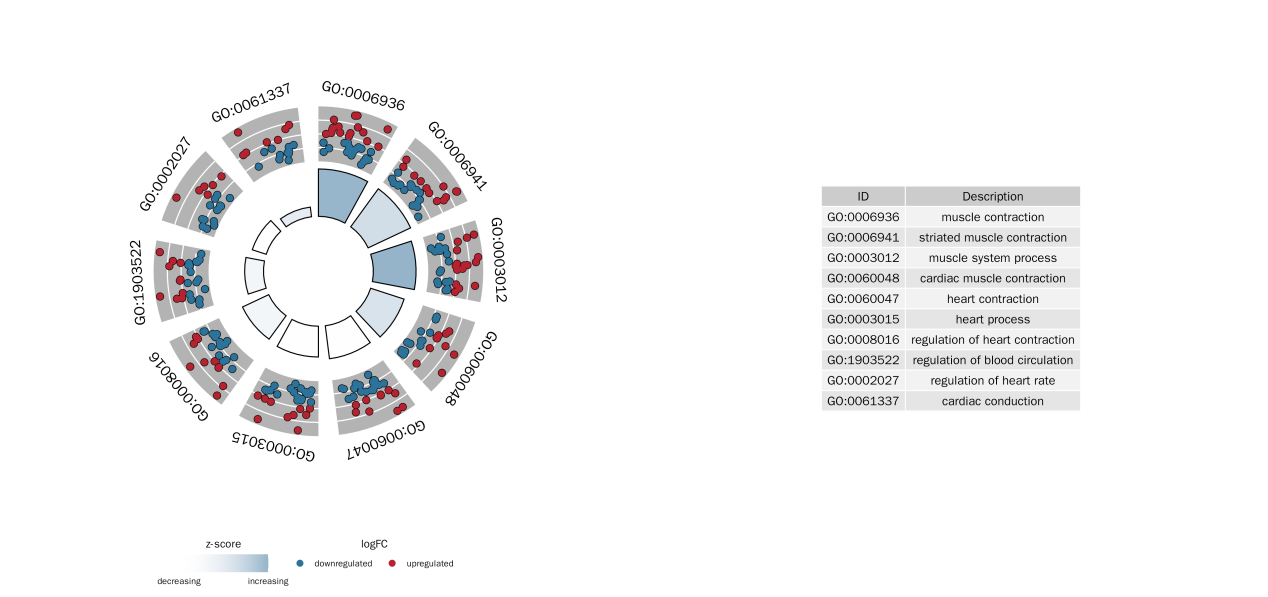 GO:0006936
GO:0006941
GO:0003012
GO:0060048
GO:0060047
GO:0003015
GO:0008016
GO:1903522
GO:0002027
GO:0061337
z-score
decreasing increasing
logFC
downregulated upregulated
ID Description
GO:0006936 muscle contraction
GO:0006941 striated muscle contraction
GO:0003012 muscle system process
GO:0060048 cardiac muscle contraction
GO:0060047 heart contraction
GO:0003015 heart process
GO:0008016 regulation of heart contraction
GO:1903522 regulation of blood circulation
GO:0002027 regulation of heart rate
GO:0061337 cardiac conduction